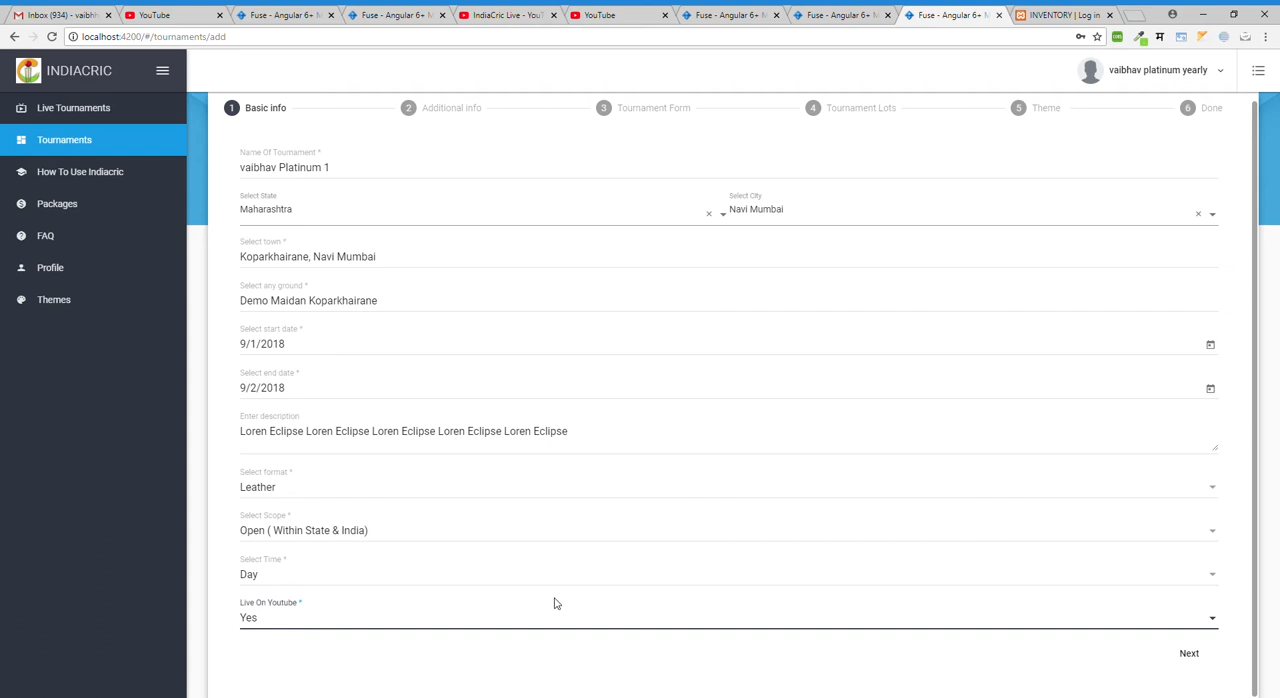 Inbox (934) - vaibh
YouTube
Fuse - Angular 6+ M
Fuse - Angular 6+ M
IndiaCric Live - YouT
YouTube
Fuse - Angular 6+ M
Fuse - Angular 6+ M
Fuse - Angular 6+ M
INVENTORY | Log in
localhost:4200/#/tournaments/add
INDIACRIC
vaibhav platinum yearly
Live Tournaments
Tournaments
How To Use Indiacric
Packages
FAQ
Profile
Themes
1 Basic info
2 Additional info
3 Tournament Form
4 Tournament Lots
5 Theme
6 Done
Name Of Tournament *
vaibhav Platinum 1
Select State
Maharashtra
Select City
Navi Mumbai
Select town *
Koparkhairane, Navi Mumbai
Select any ground *
Demo Maidan Koparkhairane
Select start date *
9/1/2018
Select end date *
9/2/2018
Enter description
Loren Eclipse Loren Eclipse Loren Eclipse Loren Eclipse Loren Eclipse
Select format *
Leather
Select Scope *
Open ( Within State & India)
Select Time *
Day
Live On Youtube *
Yes
Next